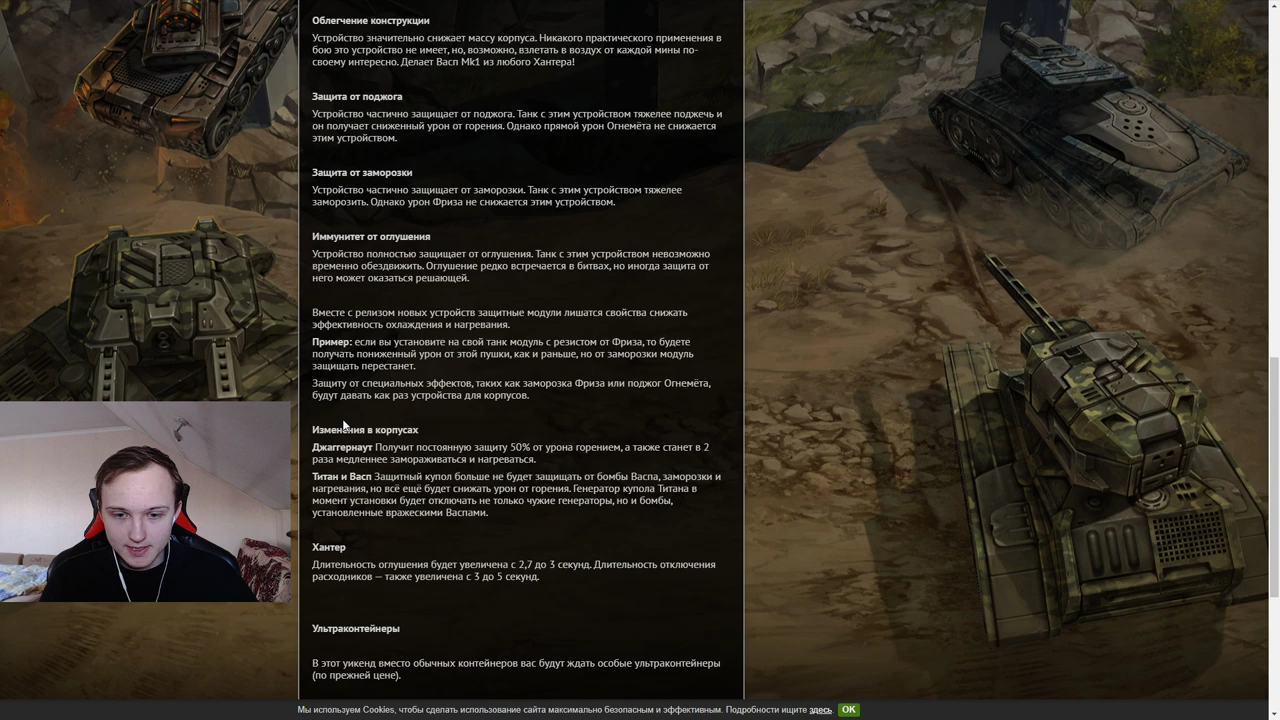 Облегчение конструкции
Устройство значительно снижает массу корпуса. Никакого практического применения в
бою это устройство не имеет, но, возможно, взлетать в воздух от каждой мины по-
своему интересно. Делает Васп Mk1 из любого Хантера!
Защита от поджога
Устройство частично защищает от поджога. Танк с этим устройством тяжелее поджечь и
он получает сниженный урон от горения. Однако прямой урон Огнемёта не снижается
этим устройством.
Защита от заморозки
Устройство частично защищает от заморозки. Танк с этим устройством тяжелее
заморозить. Однако урон Фриза не снижается этим устройством.
Иммунитет от оглушения
Устройство полностью защищает от оглушения. Танк с этим устройством невозможно
временно обездвижить. Оглушение редко встречается в битвах, но иногда защита от
него может оказаться решающей.
Вместе с релизом новых устройств защитные модули лишатся свойства снижать
эффективность охлаждения и нагревания.
Пример: если вы установите на свой танк модуль с резистом от Фриза, то будете
получать пониженный урон от этой пушки, как и раньше, но от заморозки модуль
защищать перестанет.
Защиту от специальных эффектов, таких как заморозка Фриза или поджог Огнемёта,
будут давать как раз устройства для корпусов.
Изменения в корпусах
Джаггернаут Получит постоянную защиту 50% от урона горением, а также станет в 2
раза медленнее замораживаться и нагреваться.
Титан и Васп Защитный купол больше не будет защищать от бомбы Васпа, заморозки и
нагревания, но всё ещё будет снижать урон от горения. Генератор купола Титана в
момент установки будет отключать не только чужие генераторы, но и бомбы,
установленные вражескими Васпами.
Хантер
Длительность оглушения будет увеличена с 2,7 до 3 секунд. Длительность отключения
расходников — также увеличена с 3 до 5 секунд.
Ультраконтейнеры
В этот уикенд вместо обычных контейнеров вас будут ждать особые ультраконтейнеры
(по прежней цене).
Мы используем Cookies, чтобы сделать использование сайта максимально безопасным и эффективным. Подробности ищите здесь. OK